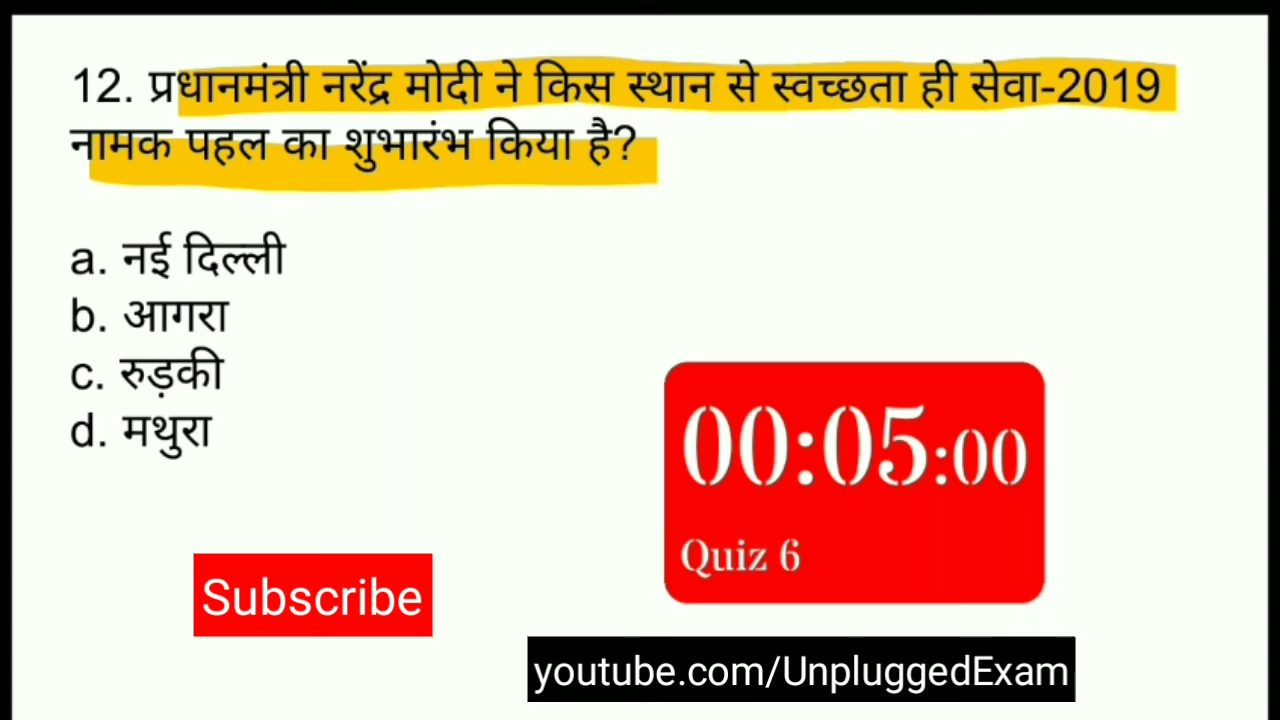 12. प्रधानमंत्री नरेंद्र मोदी ने किस स्थान से स्वच्छता ही सेवा-2019
नामक पहल का शुभारंभ किया है?
a. नई दिल्ली
b. आगरा
c. रुड़की
d. मथुरा
00:05:00
Quiz 6
Subscribe
youtube.com/UnpluggedExam